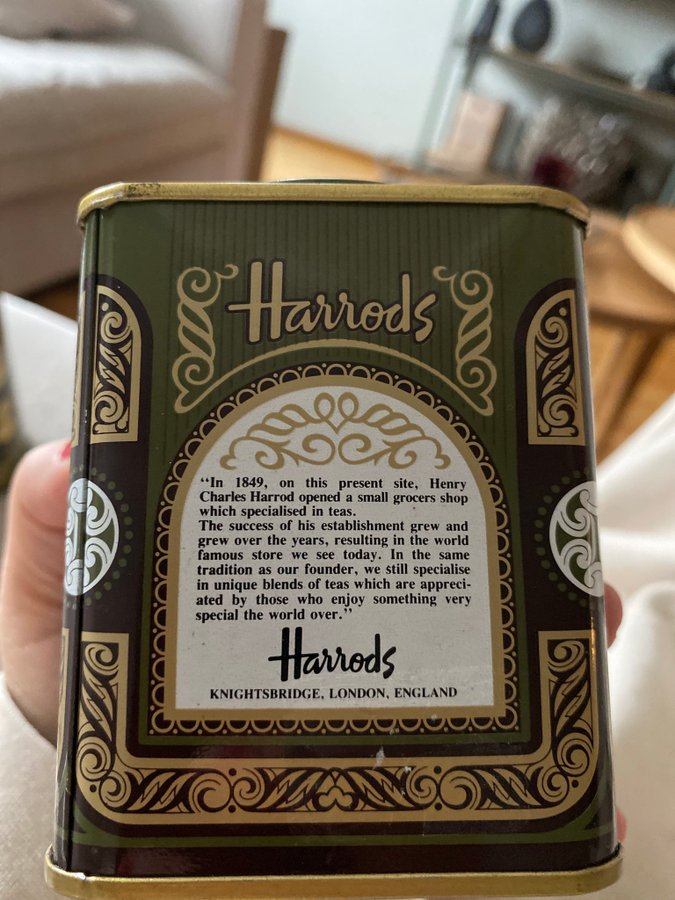 Harrods
“In 1849, on this present site, Henry
Charles Harrod opened a small grocers shop
which specialised in teas.
The success of his establishment grew and
grew over the years, resulting in the world
famous store we see today. In the same
tradition as our founder, we still specialise
in unique blends of teas which are appreci-
ated by those who enjoy something very
special the world over.”
Harrods
KNIGHTSBRIDGE, LONDON, ENGLAND